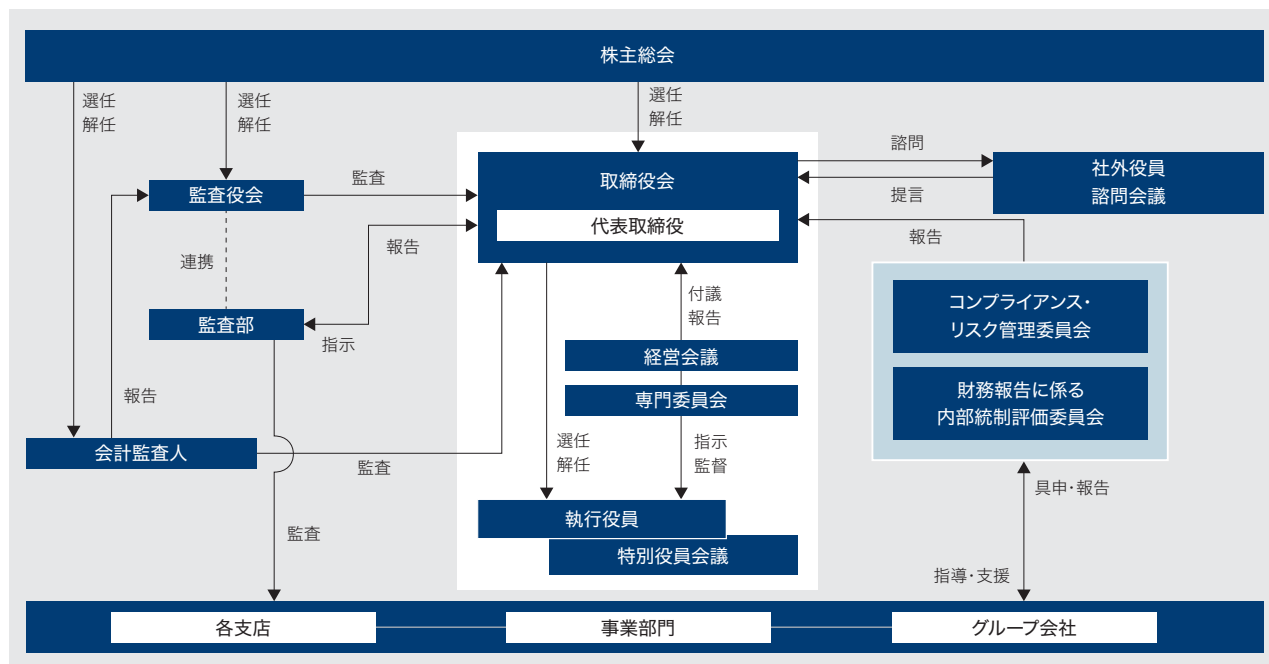 株主総会
選任
解任
選任
解任
選任
解任
監査役会
監査
取締役会
代表取締役
諮問
提言
社外役員
諮問会議
報告
連携
報告
監査部
指示
付議
報告
経営会議
専門委員会
コンプライアンス・
リスク管理委員会
財務報告に係る
内部統制評価委員会
報告
会計監査人
監査
選任
解任
指示
監督
具申・報告
執行役員
特別役員会議
監査
指導・支援
各支店
事業部門
グループ会社